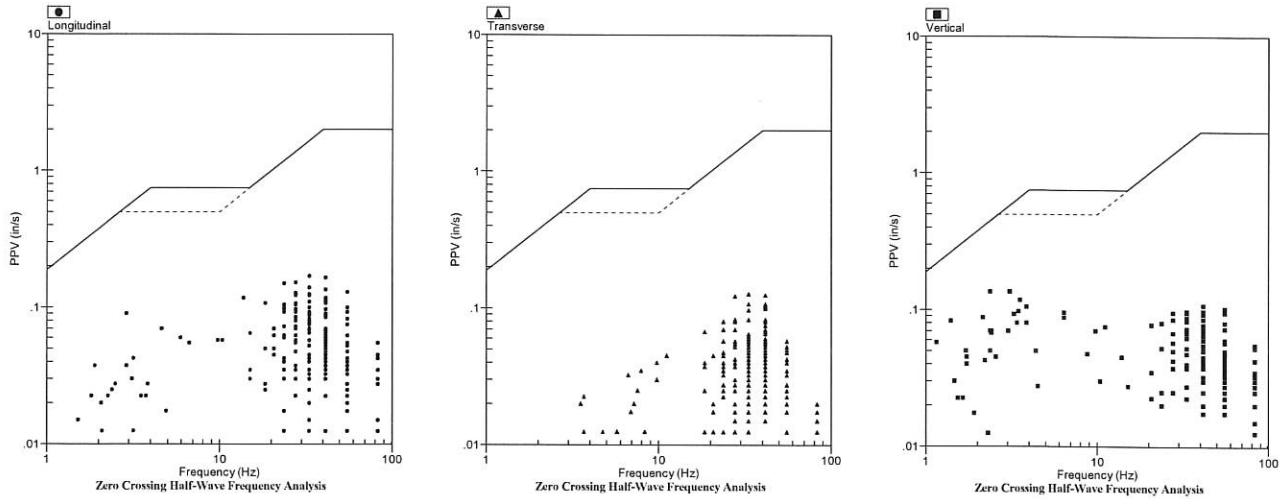 Longitudinal
10
1
.1
.01
PPV (in/s)
1
10
100
Frequency (Hz)
Zero Crossing Half-Wave Frequency Analysis
Transverse
10
1
.1
.01
PPV (in/s)
1
10
100
Frequency (Hz)
Zero Crossing Half-Wave Frequency Analysis
Vertical
10
1
.1
.01
PPV (in/s)
1
10
100
Frequency (Hz)
Zero Crossing Half-Wave Frequency Analysis